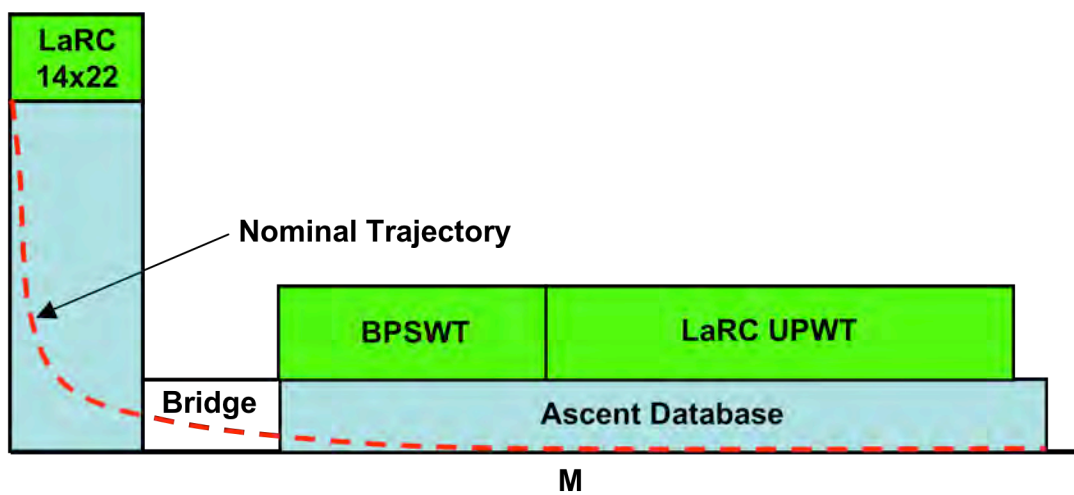 LaRC
14x22
Nominal Trajectory
BPSWT
LaRC UPWT
Bridge
Ascent Database
M